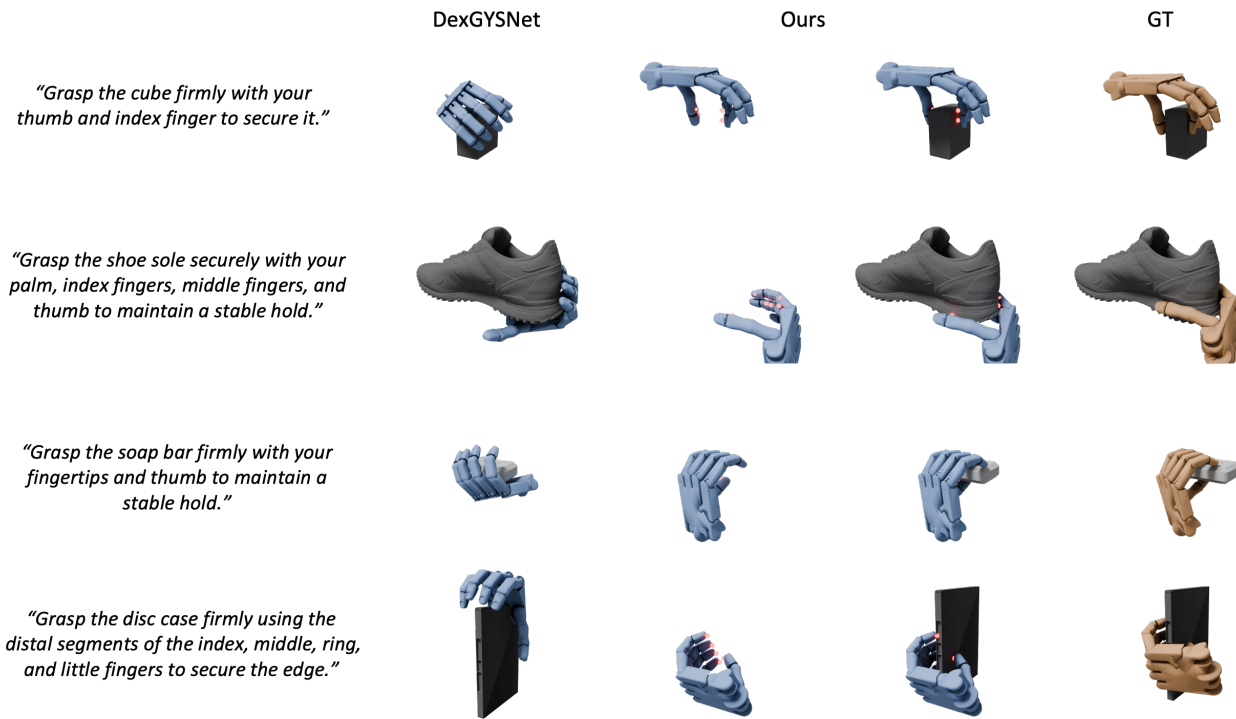 DexGYSNet Ours GT
“Grasp the cube firmly with your
thumb and index finger to secure it.”
“Grasp the shoe sole securely with your
palm, index fingers, middle fingers, and
thumb to maintain a stable hold.”
“Grasp the soap bar firmly with your
fingertips and thumb to maintain a
stable hold.”
“Grasp the disc case firmly using the
distal segments of the index, middle, ring,
and little fingers to secure the edge.”